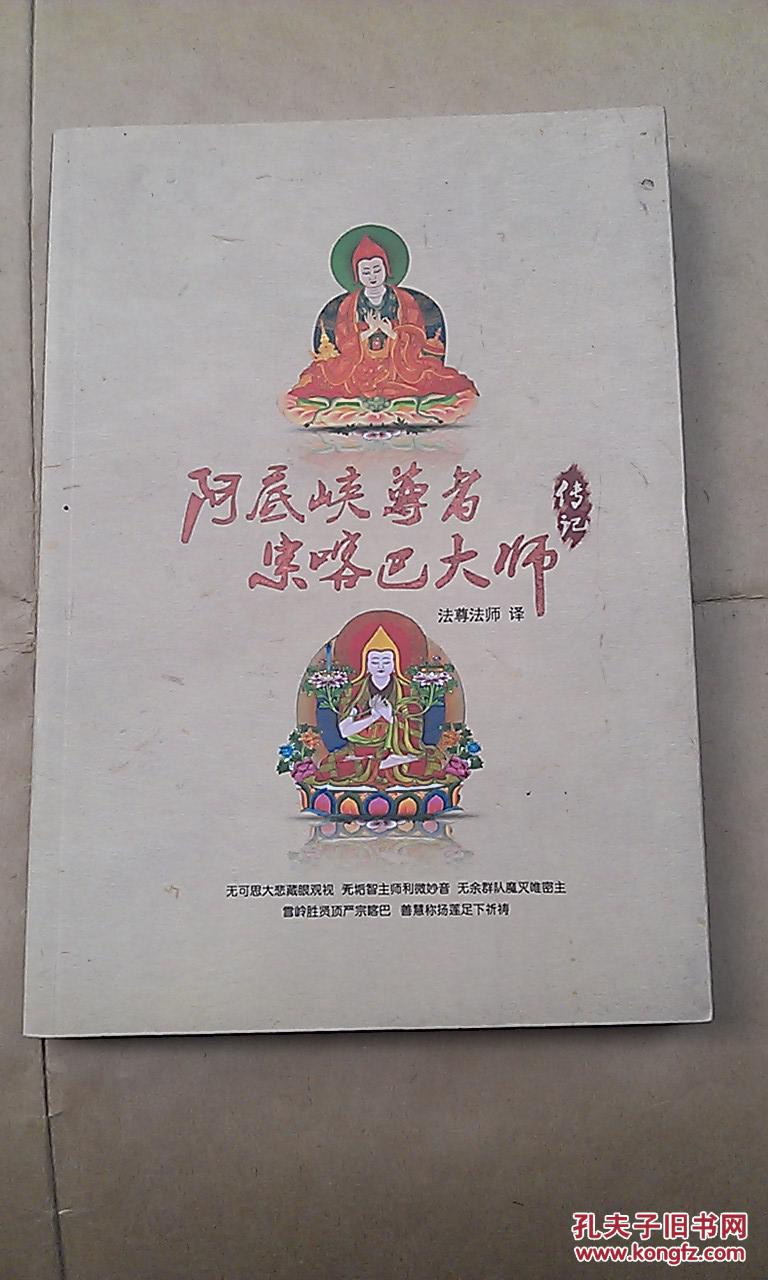 阿底峡尊者
宗喀巴大师
传记
法尊法师 译
无可思大悲藏眼观视 无垢智主师利微妙音 无余群队魔灭唯密主
雪岭胜贤顶严宗喀巴 善慧称扬莲足下祈祷
孔夫子旧书网
www.kongfz.com